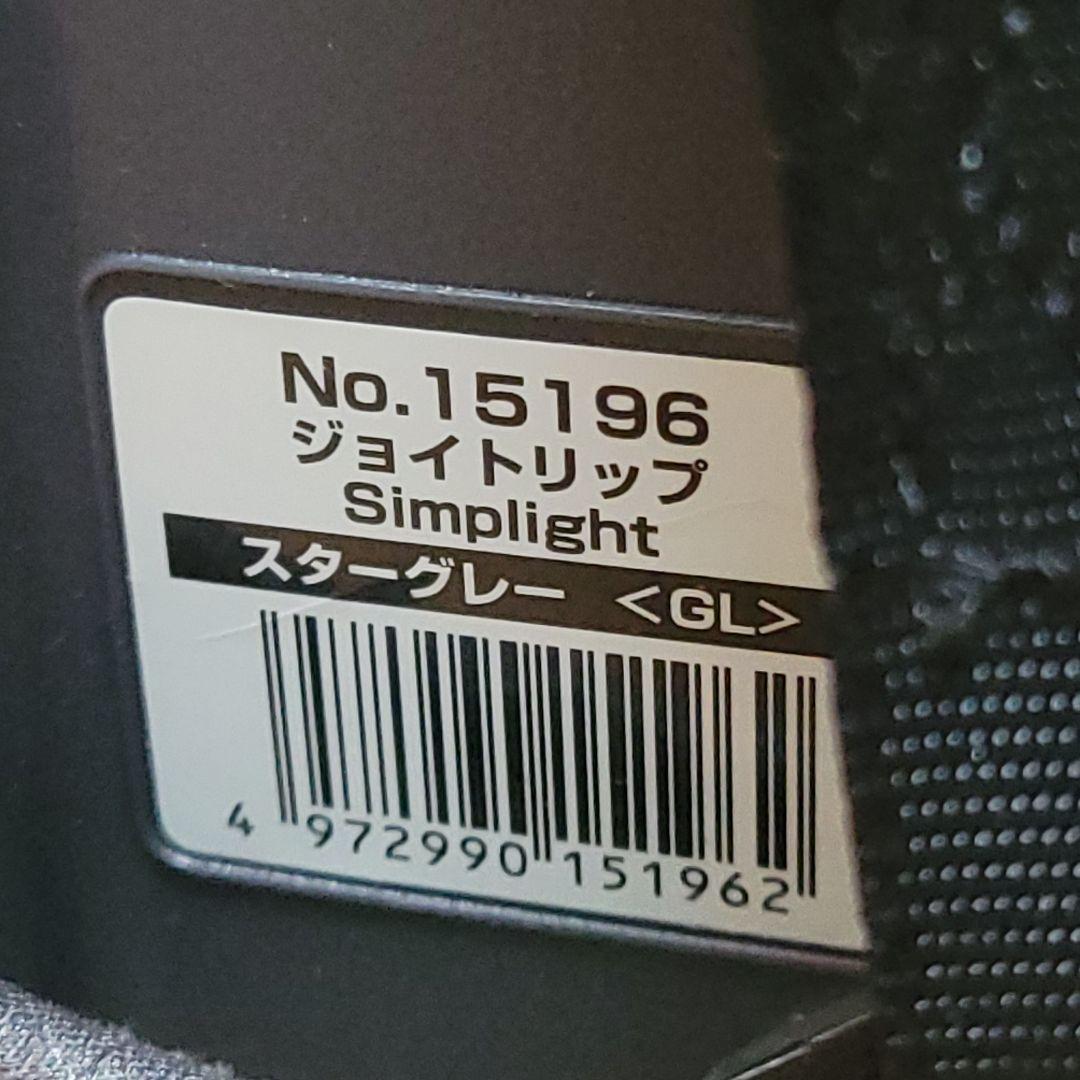 No.15196
ジョイトリップ
Simplight
スターグレー <GL>
4 972990 151962